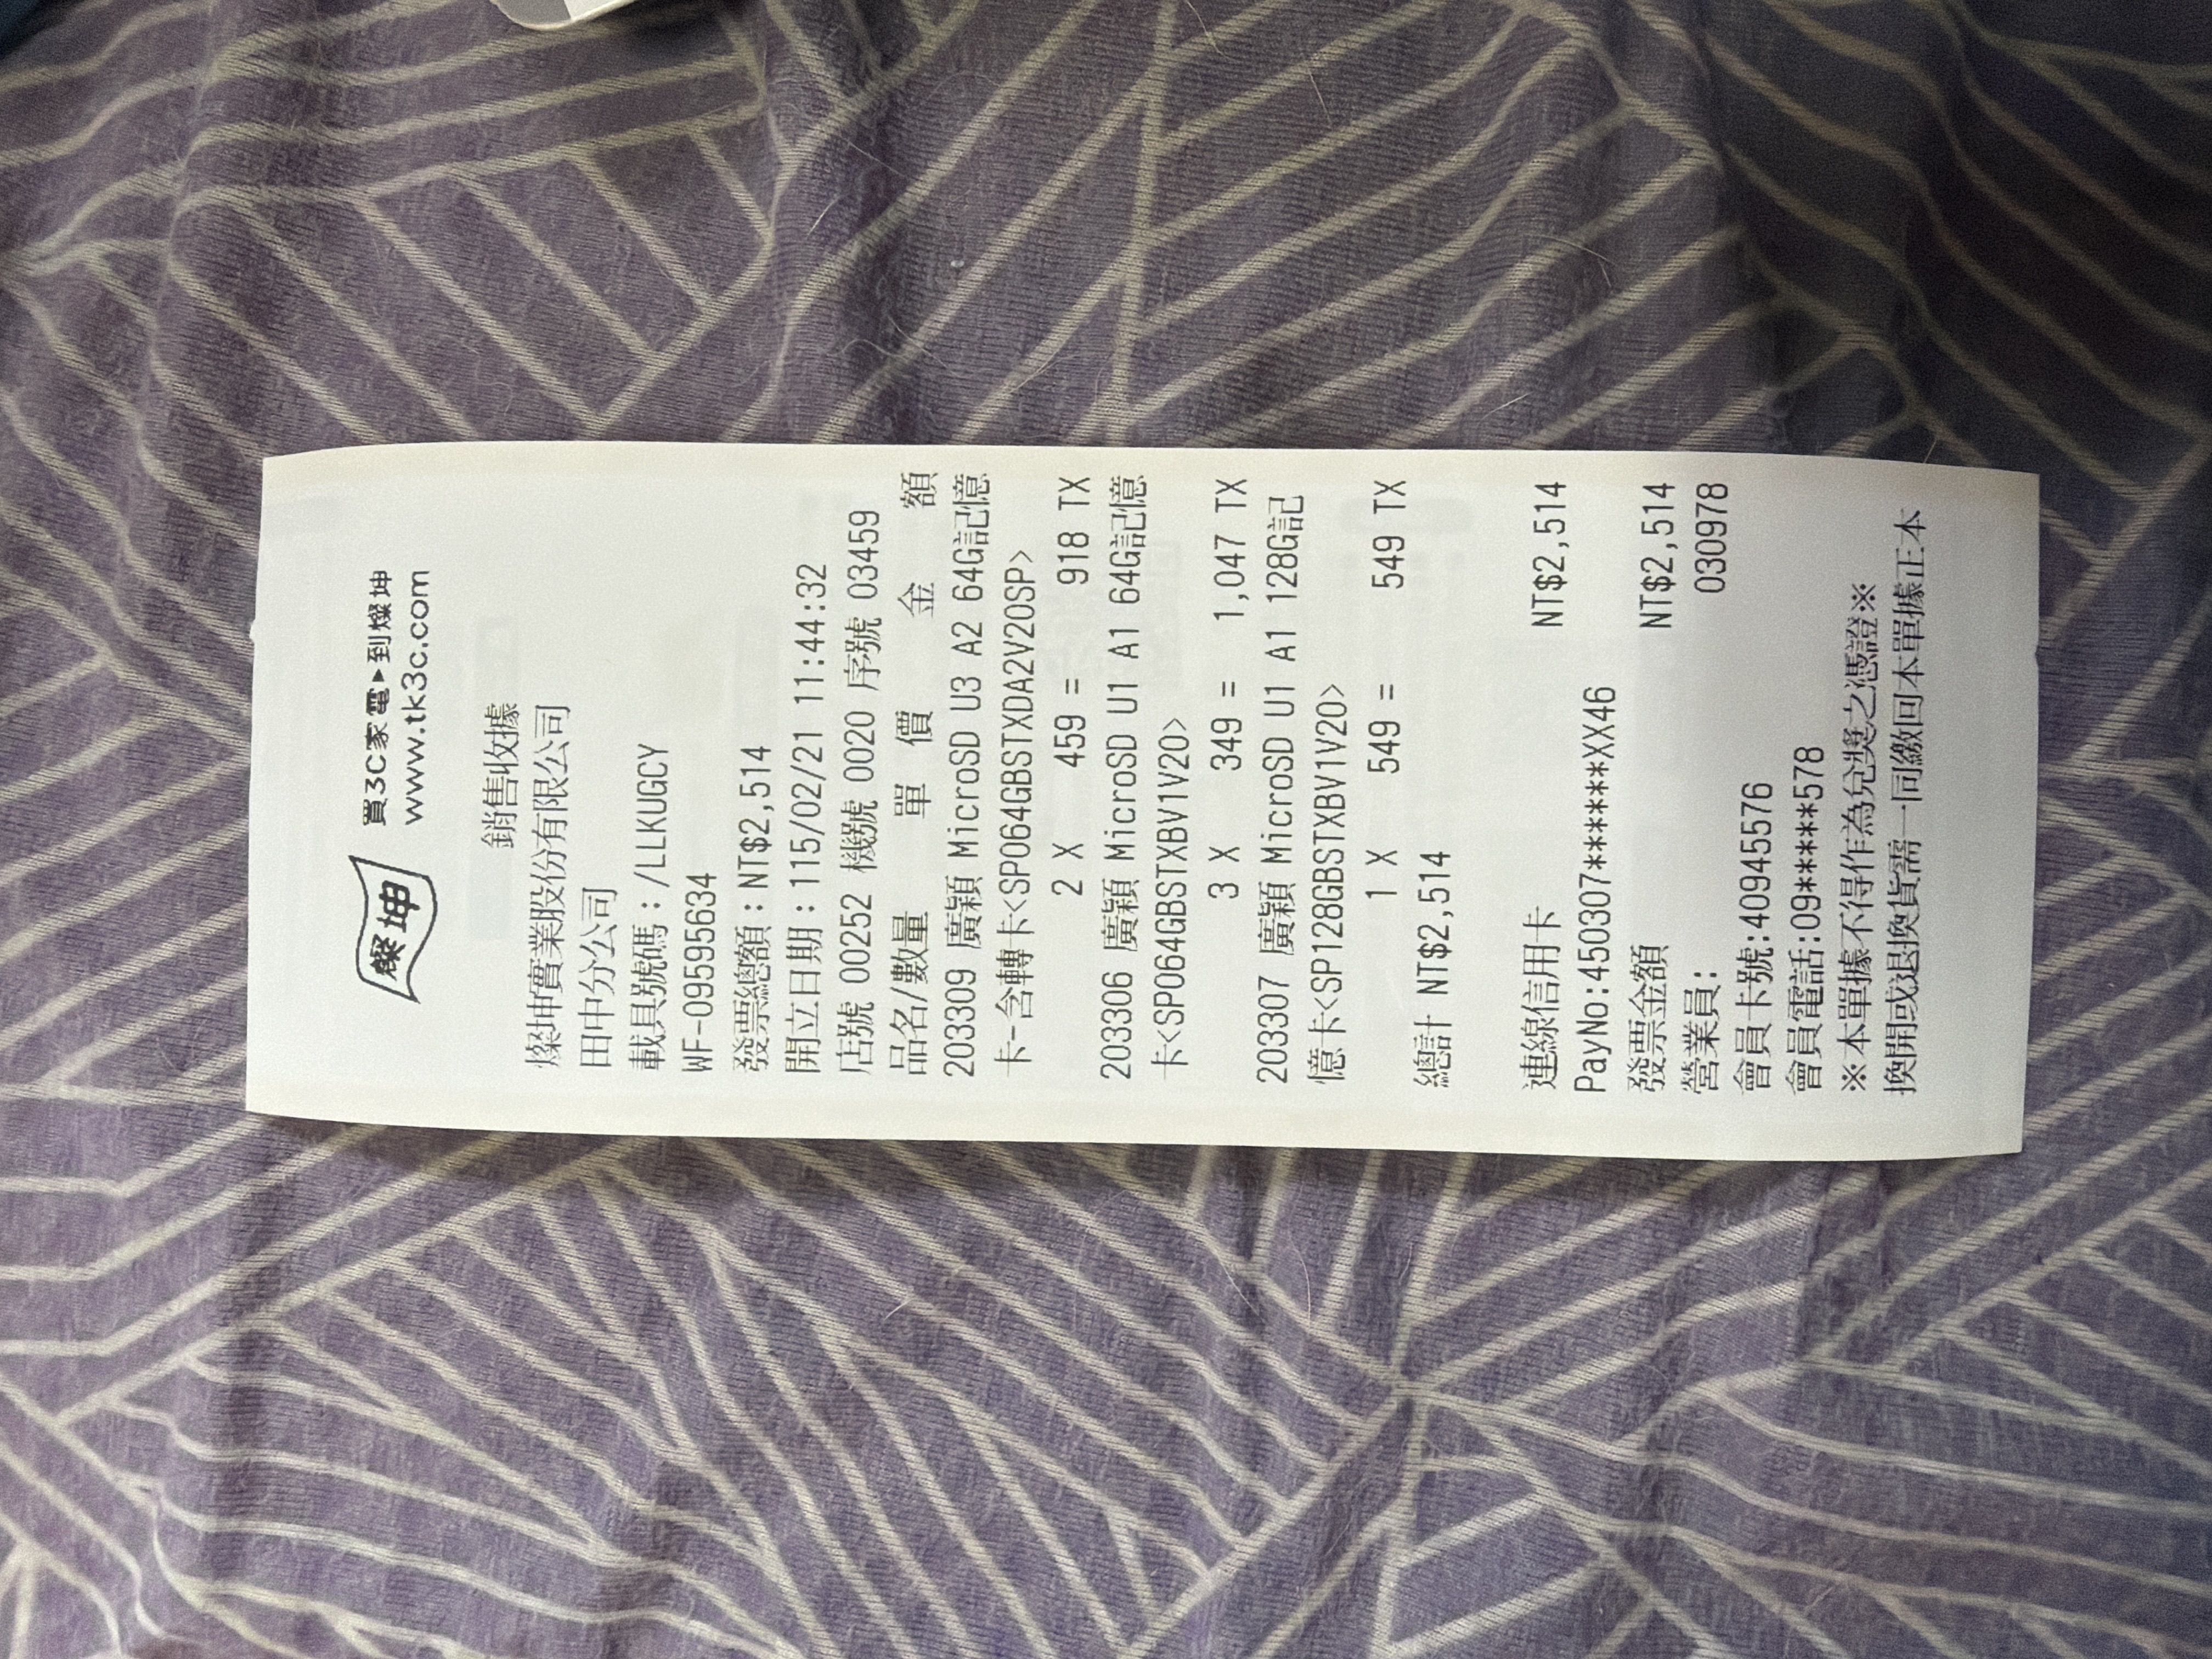 燦坤 買3C家電▸到燦坤
www.tk3c.com
銷售收據
燦坤實業股份有限公司
田中分公司
載具號碼：/LLKUGCY
WF-09595634
發票總額：NT$2,514
開立日期：115/02/21 11:44:32
店號 00252 機號 0020 序號 03459
品名/數量 單 價 金 額
203309 廣穎 MicroSD U3 A2 64G記憶
卡-含轉卡<SP064GBSTXDA2V20SP>
2 X 459 = 918 TX
203306 廣穎 MicroSD U1 A1 64G記憶
卡<SP064GBSTXBV1V20>
3 X 349 = 1,047 TX
203307 廣穎 MicroSD U1 A1 128G記
憶卡<SP128GBSTXBV1V20>
1 X 549 = 549 TX
總計 NT$2,514
連線信用卡 NT$2,514
PayNo:450307******XX46
發票金額 NT$2,514
營業員: 030978
會員卡號:40945576
會員電話:09*****578
※本單據不得作為兌獎之憑證※
換開或退換貨需一同繳回本單據正本